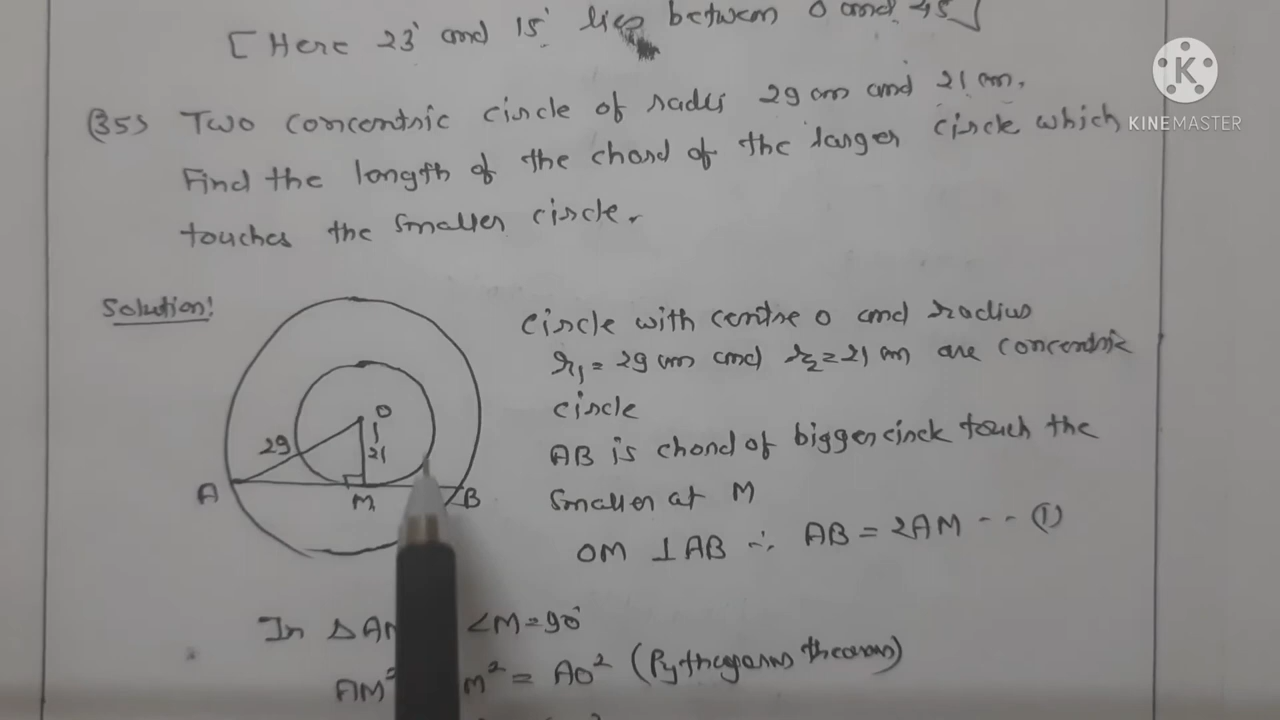 [Here 23° and 15° lies between 0 and 45]
K
KINEMASTER
(35) Two concentric circle of radii 29 cm and 21 cm.
Find the length of the chord of the larger circle which
touches the smaller circle.
Solution!
Circle with centre O and radius
r₁ = 29 cm and r₂ = 21 cm are concentric
circle
AB is chord of bigger circle touch the
smaller at M
OM ⊥ AB ∴ AB = 2AM -- ①
O
29
21
A
M
B
In △AM ∠M = 90°
AM² M² = AO² (Pythagoras theorem)